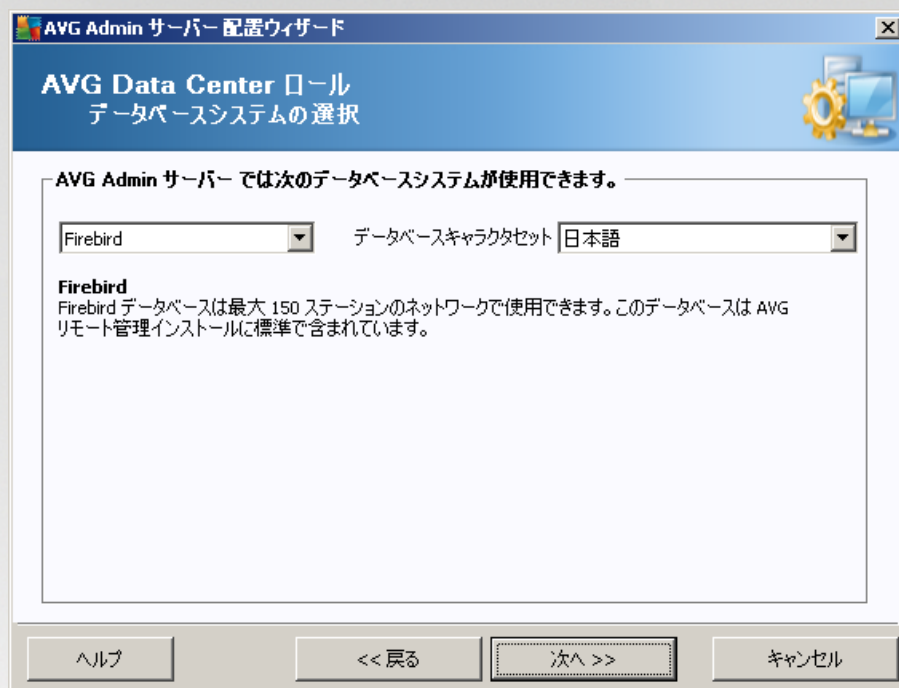 AVG Admin サーバー 配置ウィザード
AVG Data Center ロール
データベースシステムの選択
AVG Admin サーバー では次のデータベースシステムが使用できます。
Firebird データベースキャラクタセット 日本語
Firebird
Firebird データベースは最大 150 ステーションのネットワークで使用できます。このデータベースは AVG
リモート管理インストールに標準で含まれています。
ヘルプ << 戻る 次へ >> キャンセル